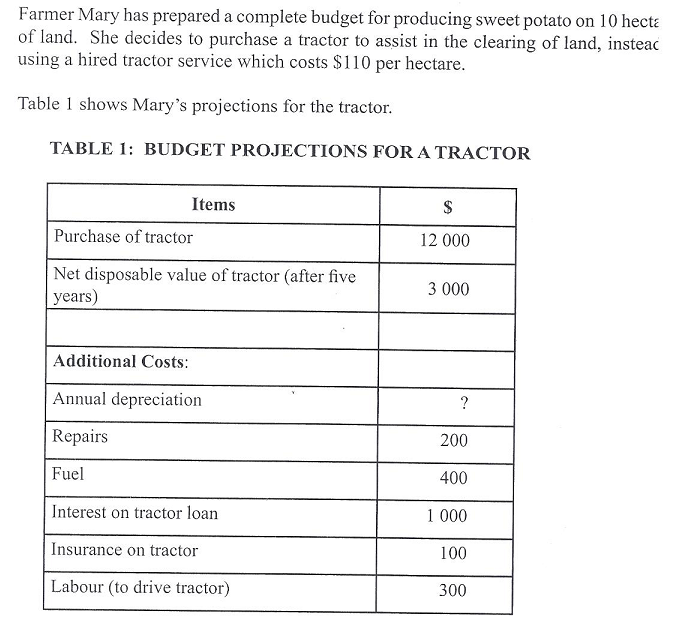 Farmer Mary has prepared a complete budget for producing sweet potato on 10
of land. She decides to purchase a tractor to assist in the clearing of land,
using a hired tractor service which costs $110 per hectare.
Table 1 shows Mary's projections for the tractor.
TABLE 1: BUDGET PROJECTIONS FOR A TRACTOR
Items $
Purchase of tractor 12 000
Net disposable value of tractor (after five
years) 3 000
Additional Costs:
Annual depreciation ?
Repairs 200
Fuel 400
Interest on tractor loan 1 000
Insurance on tractor 100
Labour (to drive tractor) 300